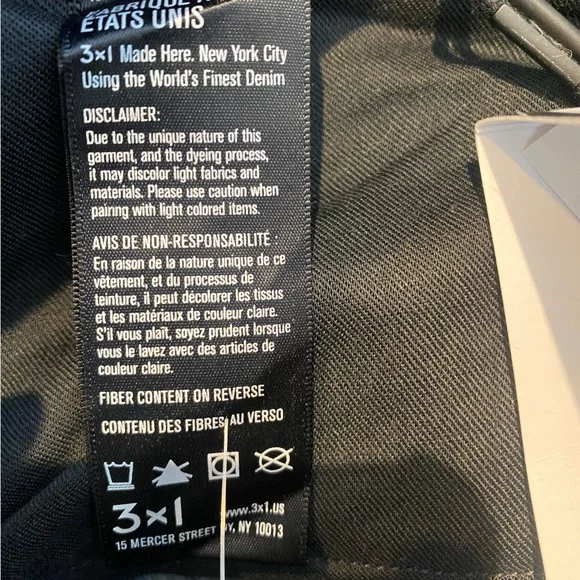 ÉTATS UNIS
3×1 Made Here. New York City
Using the World's Finest Denim
DISCLAIMER:
Due to the unique nature of this
garment, and the dyeing process,
it may discolor light fabrics and
materials. Please use caution when
pairing with light colored items.
AVIS DE NON-RESPONSABILITÉ :
En raison de la nature unique de ce
vêtement, et du processus de
teinture, il peut décolorer les tissus
et les matériaux de couleur claire.
S'il vous plaît, soyez prudent lorsque
vous le lavez avec des articles de
couleur claire.
FIBER CONTENT ON REVERSE
CONTENU DES FIBRES AU VERSO
3×1
www.3x1.us
15 MERCER STREET NY, NY 10013